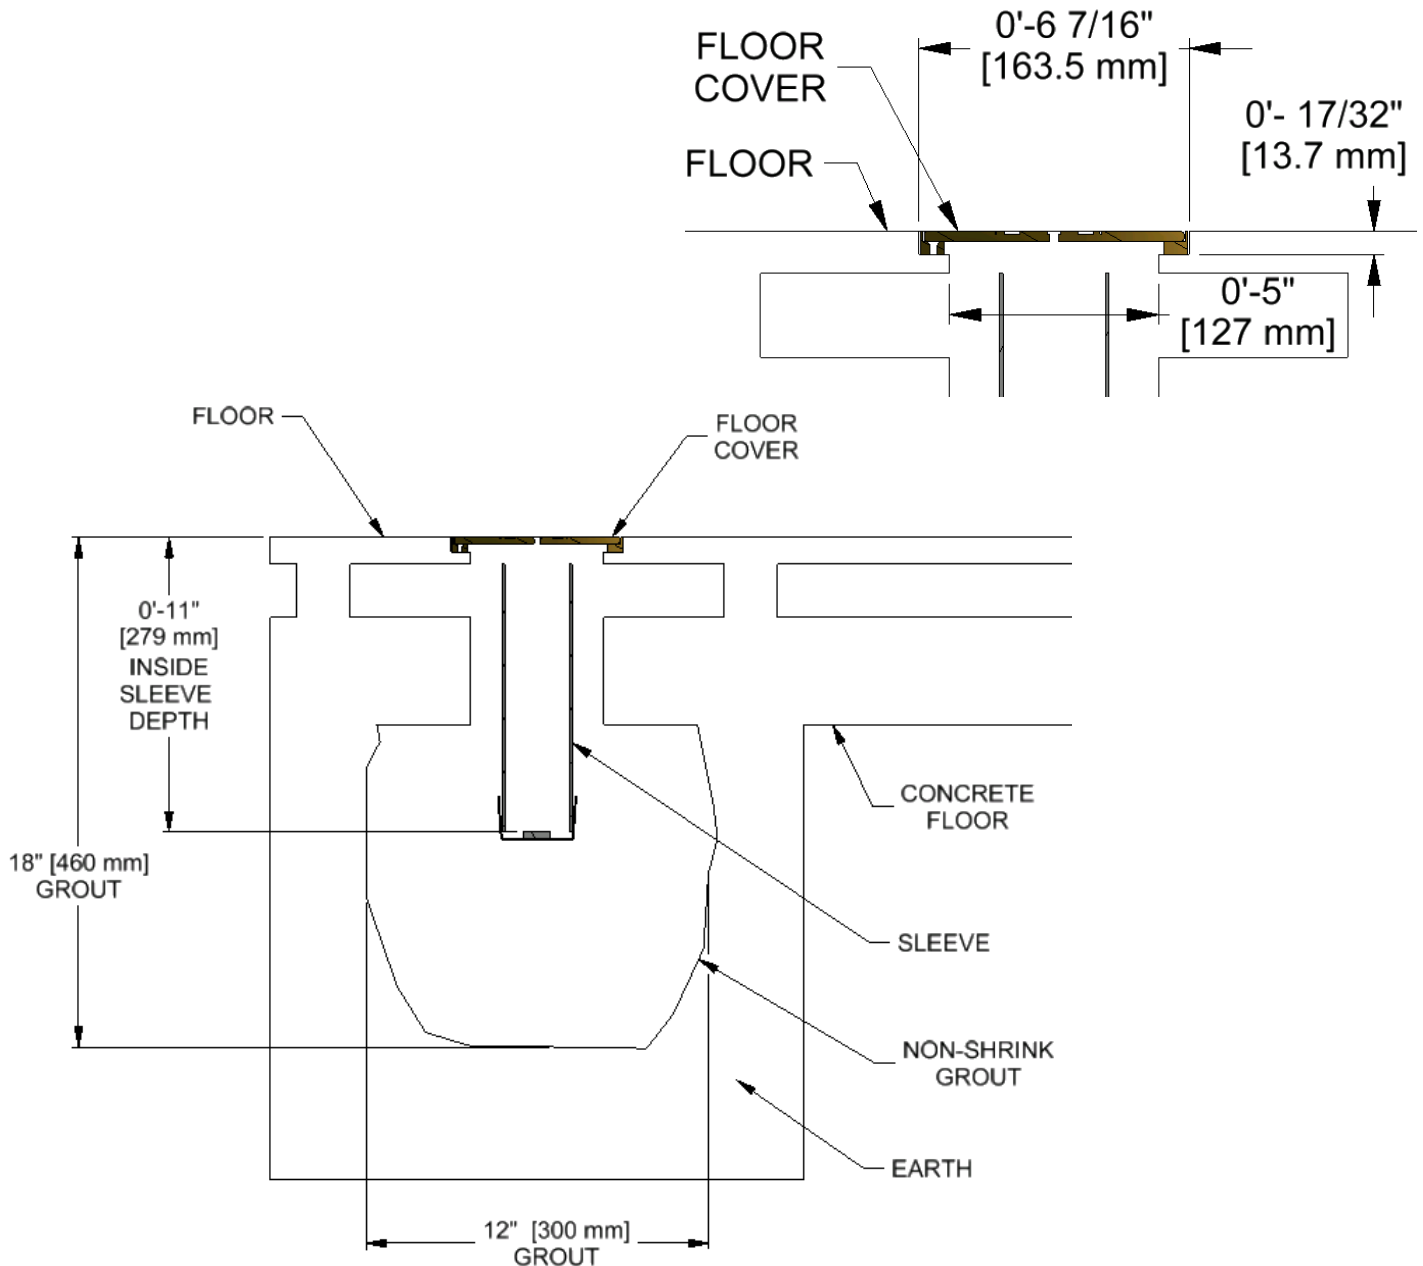 FLOOR
COVER
0'-6 7/16"
[163.5 mm]
0'- 17/32"
[13.7 mm]
FLOOR
0'-5"
[127 mm]
FLOOR
FLOOR
COVER
0'-11"
[279 mm]
INSIDE
SLEEVE
DEPTH
18" [460 mm]
GROUT
CONCRETE
FLOOR
SLEEVE
NON-SHRINK
GROUT
EARTH
12" [300 mm]
GROUT